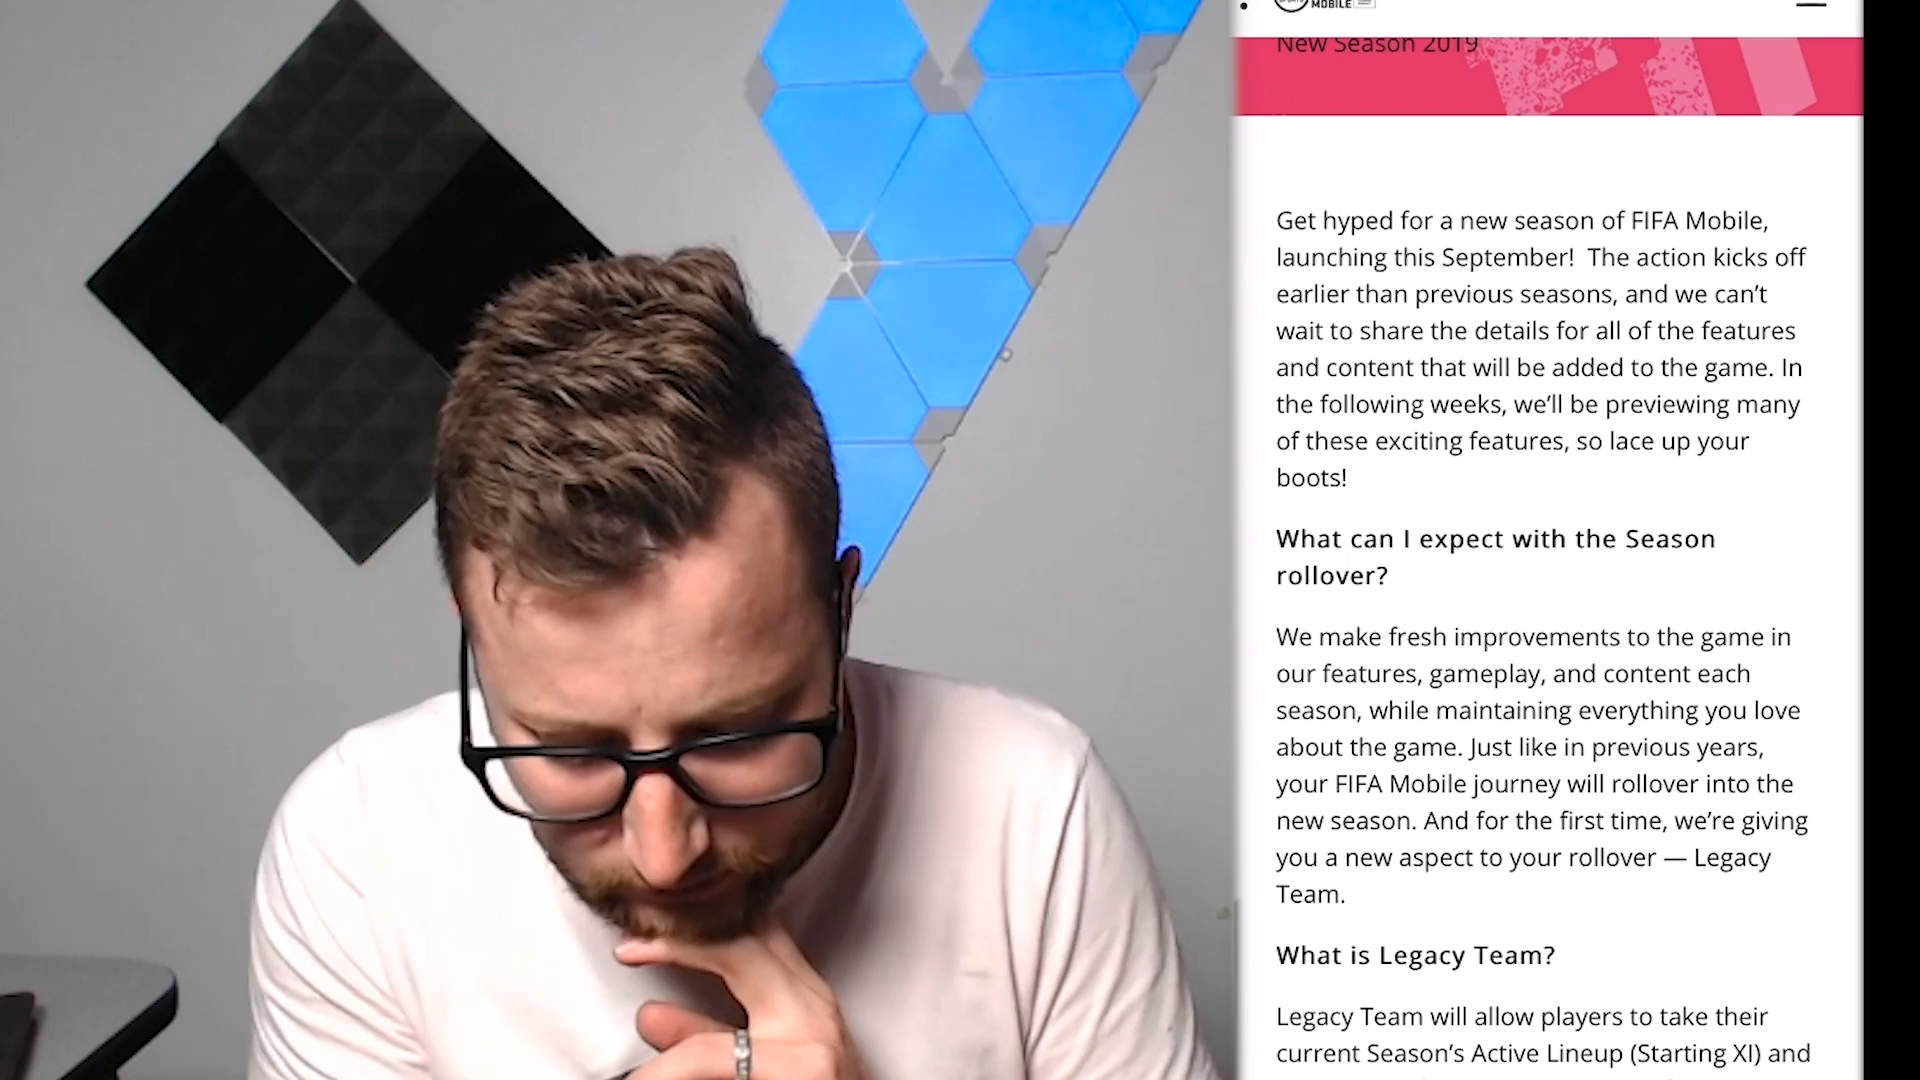 MOBILE
New Season 2019
Get hyped for a new season of FIFA Mobile,
launching this September!  The action kicks off
earlier than previous seasons, and we can’t
wait to share the details for all of the features
and content that will be added to the game. In
the following weeks, we’ll be previewing many
of these exciting features, so lace up your
boots!
What can I expect with the Season
rollover?
We make fresh improvements to the game in
our features, gameplay, and content each
season, while maintaining everything you love
about the game. Just like in previous years,
your FIFA Mobile journey will rollover into the
new season. And for the first time, we’re giving
you a new aspect to your rollover — Legacy
Team.
What is Legacy Team?
Legacy Team will allow players to take their
current Season’s Active Lineup (Starting XI) and